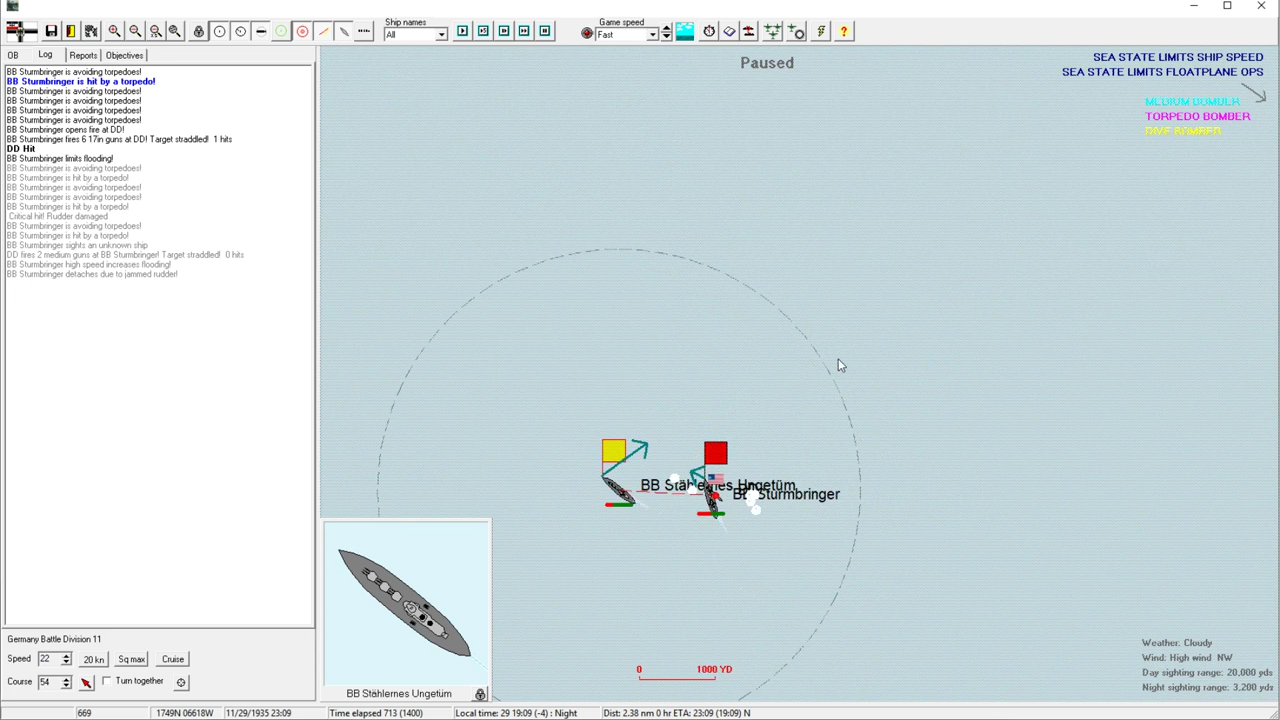 Ship names
All
Game speed
Fast
OB
Log
Reports
Objectives
BB Sturmbringer is avoiding torpedoes!
BB Sturmbringer is hit by a torpedo!
BB Sturmbringer is avoiding torpedoes!
BB Sturmbringer is avoiding torpedoes!
BB Sturmbringer is avoiding torpedoes!
BB Sturmbringer is avoiding torpedoes!
BB Sturmbringer opens fire at DD!
BB Sturmbringer fires 6 17in guns at DD! Target straddled! 1 hits
DD Hit
BB Sturmbringer limits flooding!
BB Sturmbringer is avoiding torpedoes!
BB Sturmbringer is hit by a torpedo!
BB Sturmbringer is avoiding torpedoes!
BB Sturmbringer is avoiding torpedoes!
BB Sturmbringer is hit by a torpedo!
Critical hit! Rudder damaged
BB Sturmbringer is avoiding torpedoes!
BB Sturmbringer is hit by a torpedo!
BB Sturmbringer sights an unknown ship
DD fires 2 medium guns at BB Sturmbringer! Target straddled! 0 hits
BB Sturmbringer high speed increases flooding!
BB Sturmbringer detaches due to jammed rudder!
Paused
SEA STATE LIMITS SHIP SPEED
SEA STATE LIMITS FLOATPLANE OPS
MEDIUM BOMBER
TORPEDO BOMBER
DIVE BOMBER
BB Stählernes Ungetüm
BB Sturmbringer
0 1000 YD
BB Stählernes Ungetüm
Weather: Cloudy
Wind: High wind NW
Day sighting range: 20,000 yds
Night sighting range: 3,200 yds
Germany Battle Division 11
Speed 22 20 kn Sq max Cruise
Course 54 Turn together
669 1749N 06618W 11/29/1935 23:09 Time elapsed 713 (1400) Local time: 29 19:09 (-4) : Night Dist: 2.38 nm 0 hr ETA: 23:09 (19:09) N